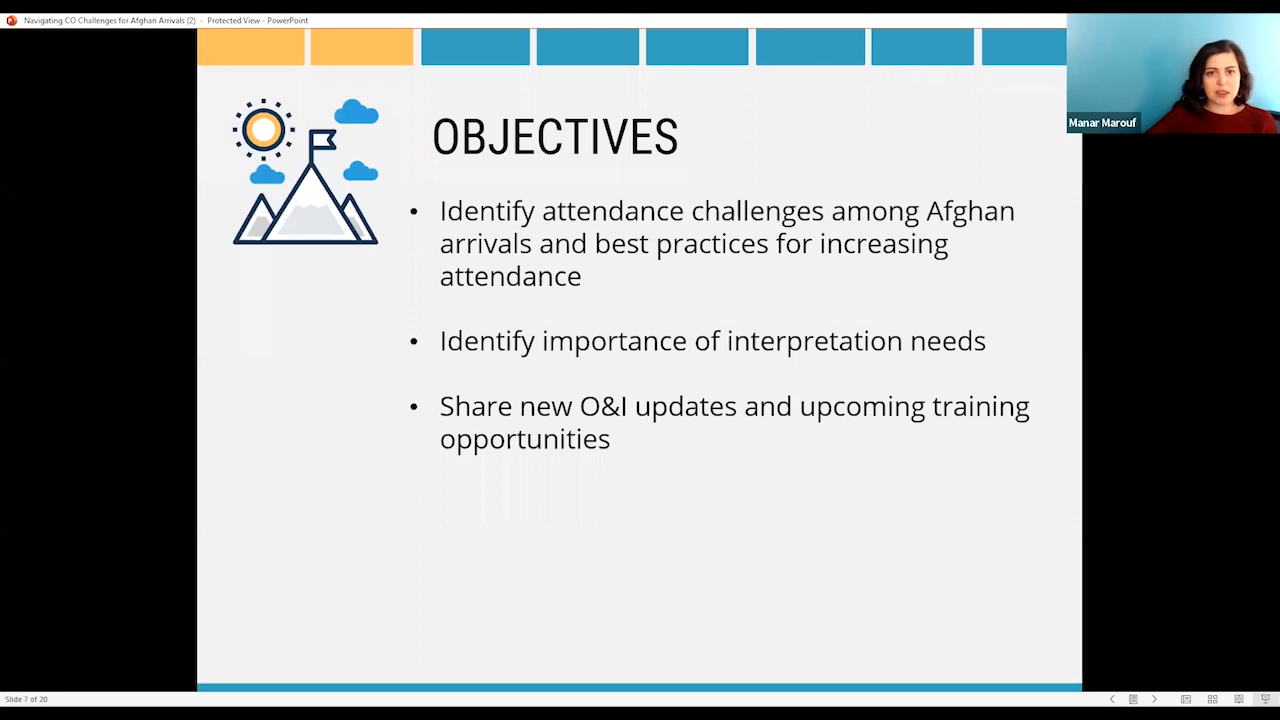 Navigating CO Challenges for Afghan Arrivals (2) - Protected View - PowerPoint
Manar Marouf
OBJECTIVES
• Identify attendance challenges among Afghan
arrivals and best practices for increasing
attendance
• Identify importance of interpretation needs
• Share new O&I updates and upcoming training
opportunities
Slide 7 of 20